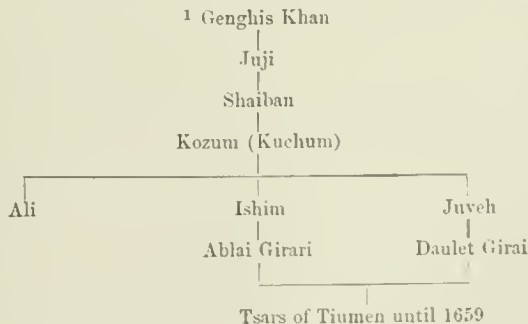 1 Genghis Khan
Juji
Shaiban
Kozum (Kuchum)
Ali Ishim Juveh
Ablai Girari Daulet Girai
Tsars of Tiumen until 1659